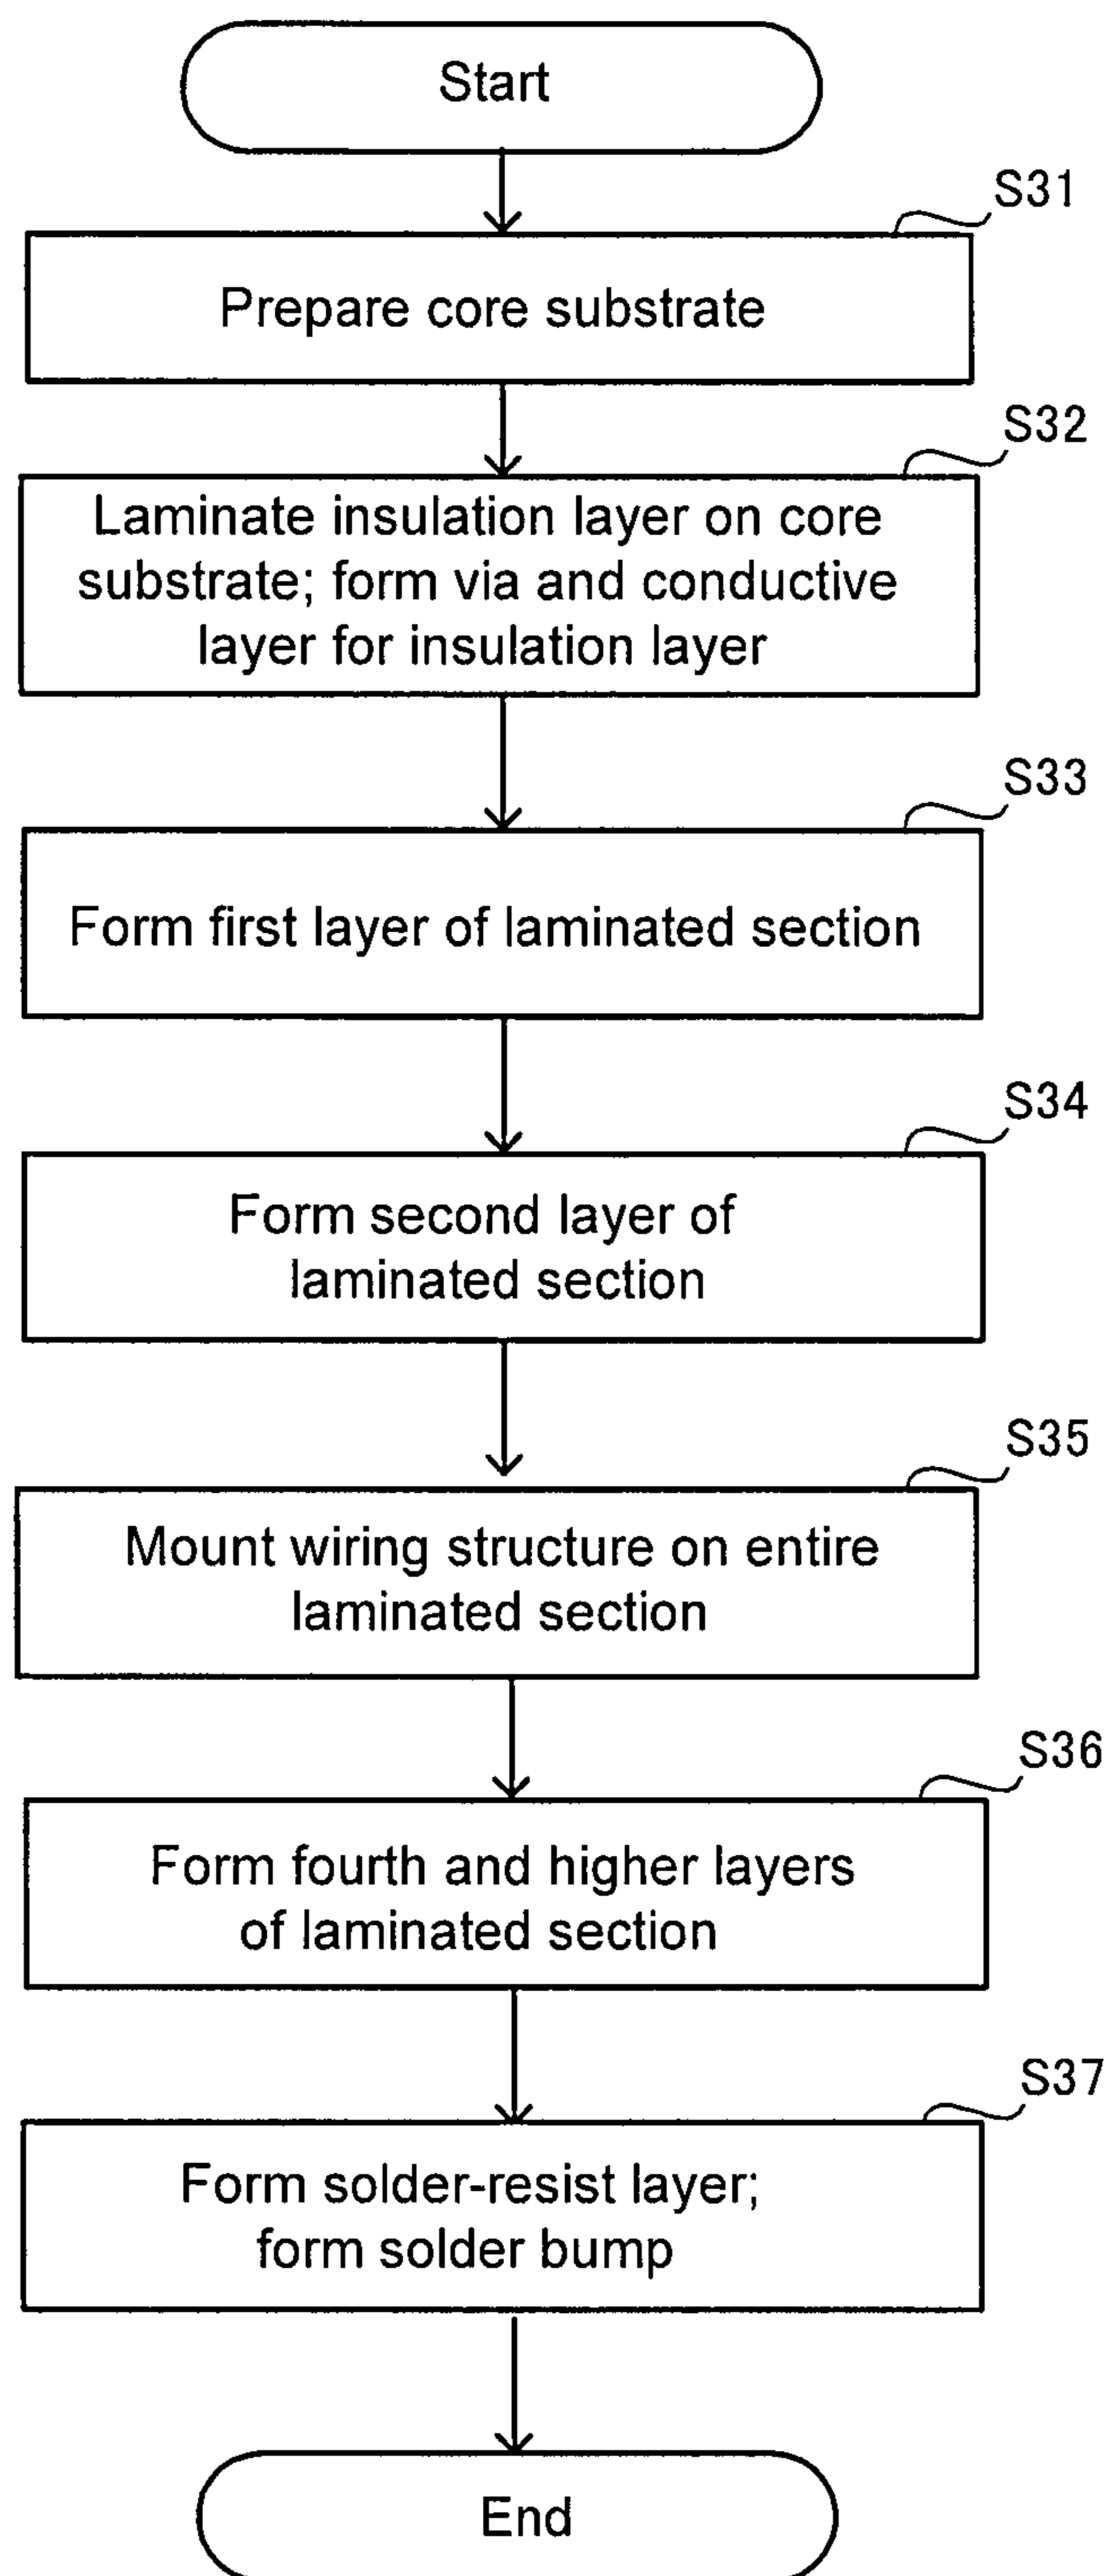 Start
S31
Prepare core substrate
S32
Laminate insulation layer on core
substrate; form via and conductive
layer for insulation layer
S33
Form first layer of laminated section
S34
Form second layer of
laminated section
S35
Mount wiring structure on entire
laminated section
S36
Form fourth and higher layers
of laminated section
S37
Form solder-resist layer;
form solder bump
End